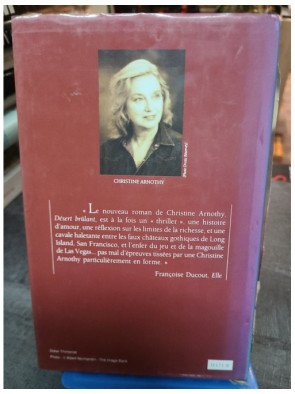 CHRISTINE ARNOTHY
« Le nouveau roman de Christine Arnothy,
Désert brûlant, est à la fois un « thriller », une histoire
d'amour, une réflexion sur les limites de la richesse, et une
cavale haletante entre les faux châteaux gothiques de Long
Island, San Francisco, et l'enfer du jeu et de la magouille
de Las Vegas... pas mal d'épreuves tissées par une Christine
Arnothy particulièrement en forme. »
Françoise Ducout, Elle